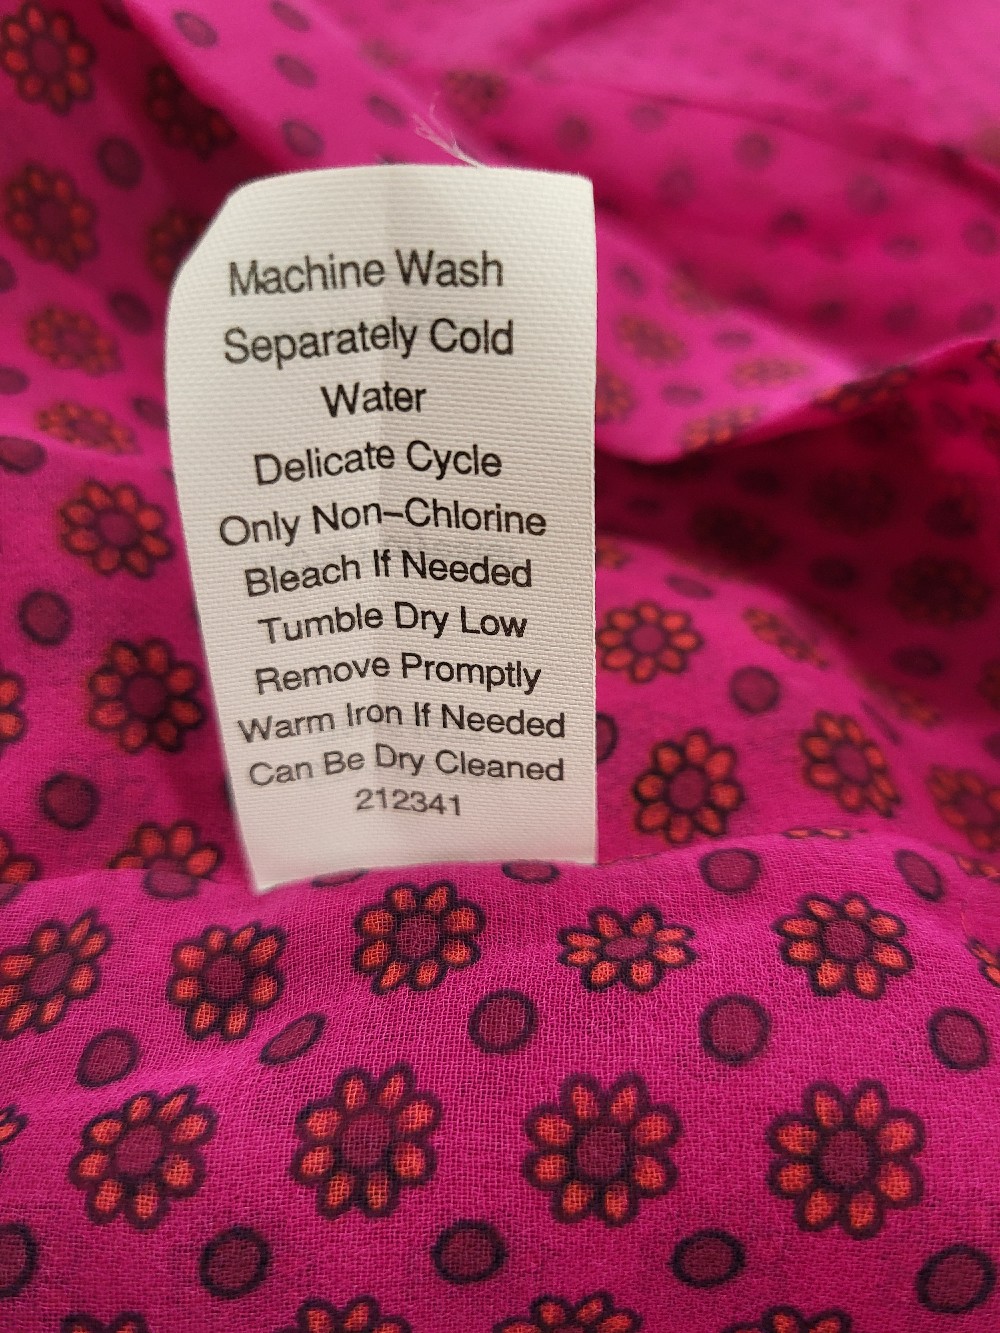 Machine Wash
Separately Cold
Water
Delicate Cycle
Only Non-Chlorine
Bleach If Needed
Tumble Dry Low
Remove Promptly
Warm Iron If Needed
Can Be Dry Cleaned
212341